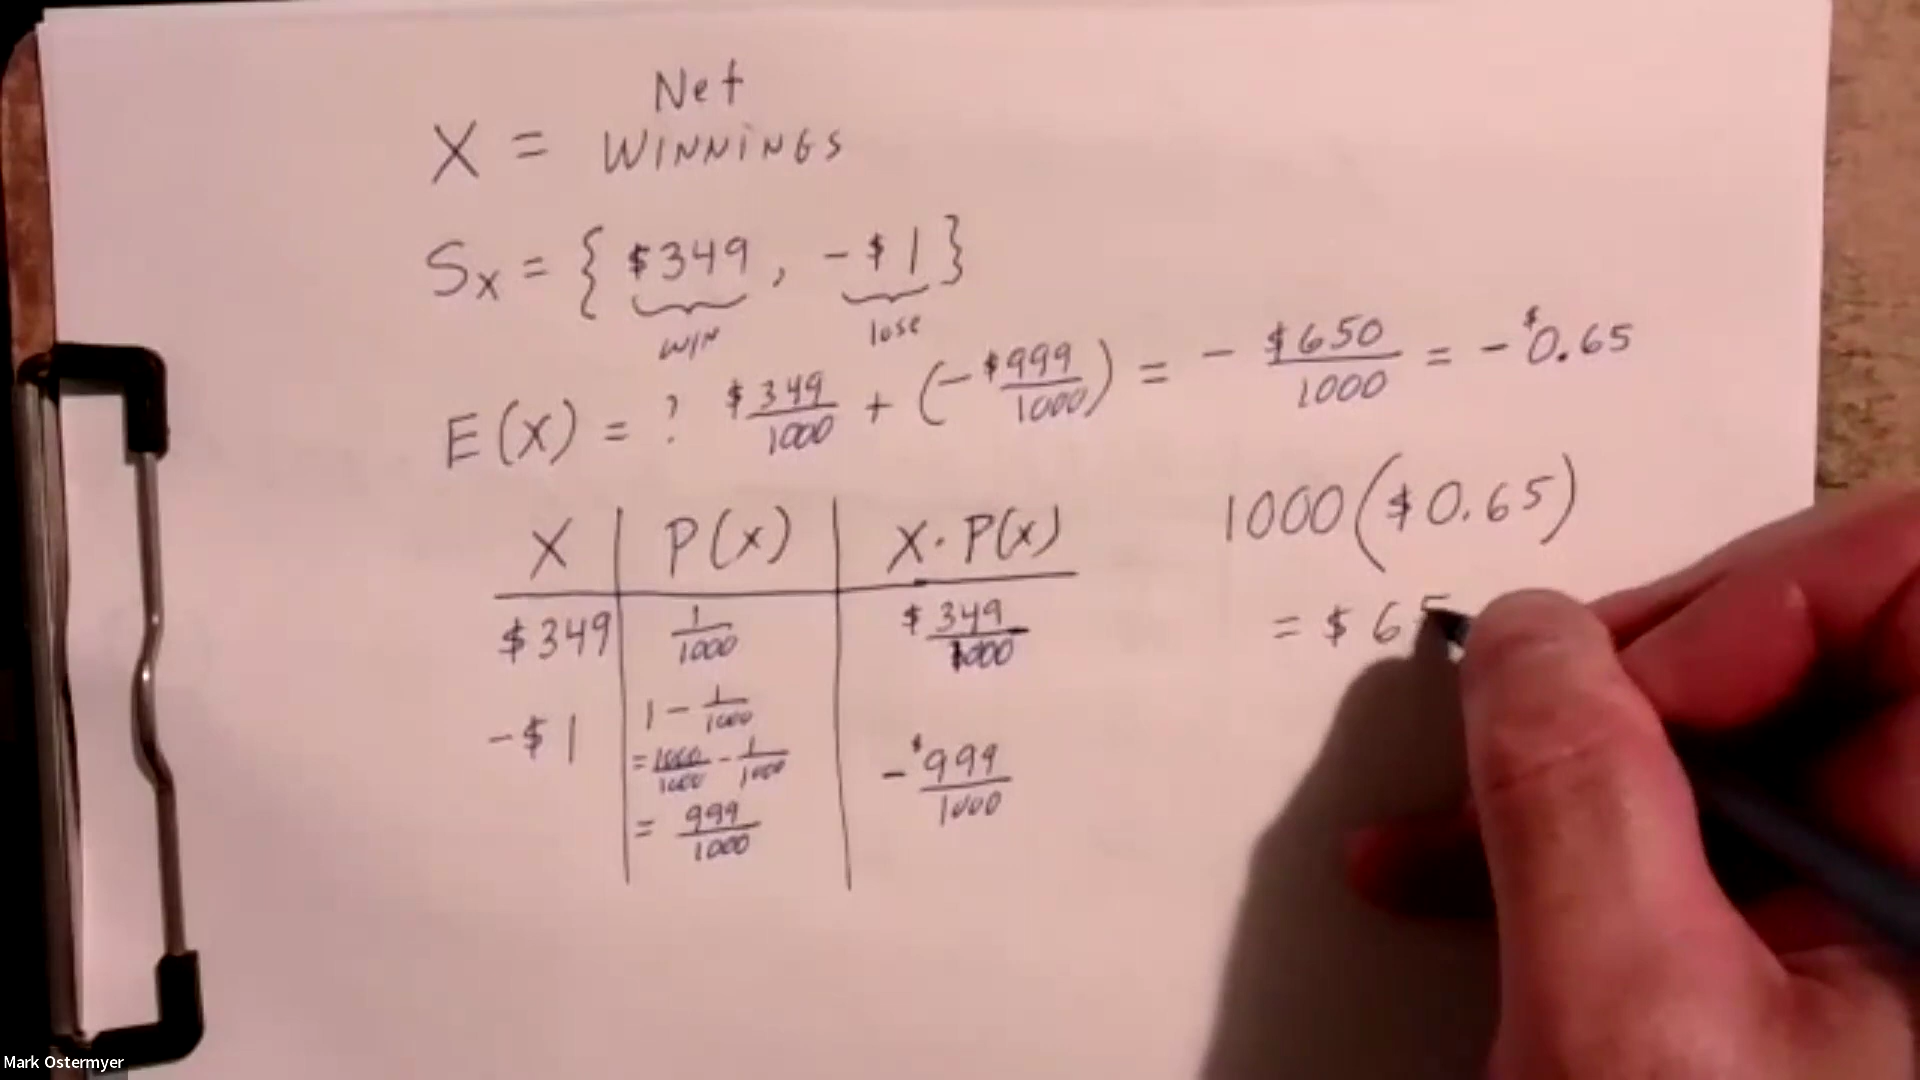 Net
X = WINNINGS
Sx = { $349 , -$1 }
win lose
E(X) = ? $349/1000 + (-$999/1000) = -$650/1000 = -$0.65
X | P(x) | X·P(x)
$349 | 1/1000 | $349/1000
-$1 | 1 - 1/1000
= 1000/1000 - 1/1000
= 999/1000 | -$999/1000
1000($0.65)
= $65
Mark Ostermyer